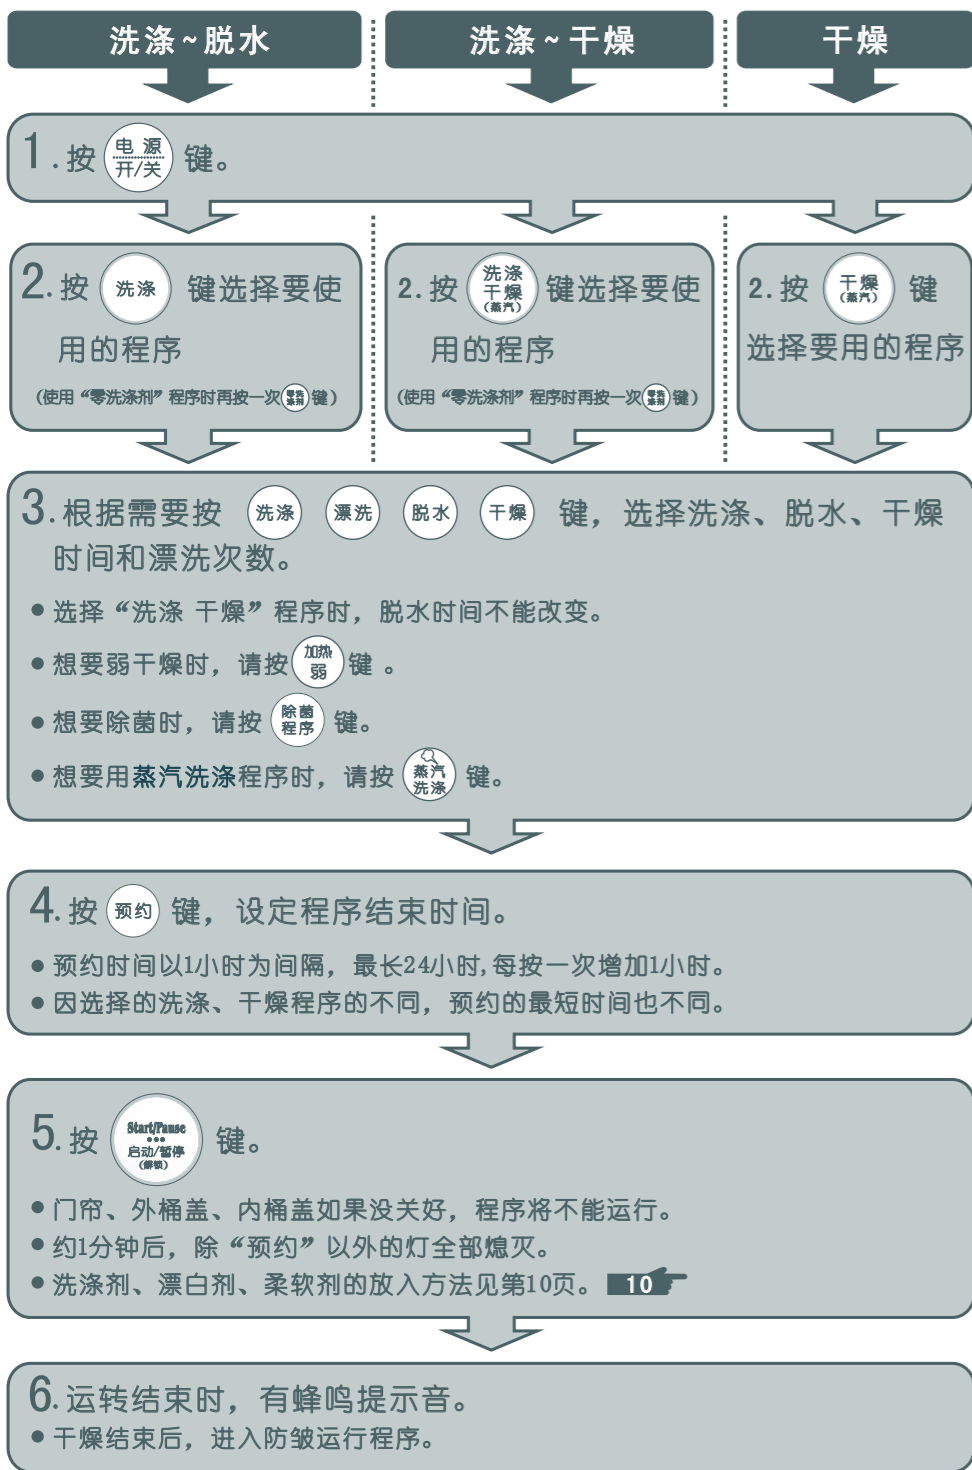 洗涤~脱水
洗涤~干燥
干燥
1.按 电源 开/关 键。
2.按 洗涤 键选择要使
用的程序
(使用“零洗涤剂”程序时再按一次 零洗涤剂 键)
2.按 洗涤 干燥 (蒸汽) 键选择要使
用的程序
(使用“零洗涤剂”程序时再按一次 零洗涤剂 键)
2.按 干燥 (蒸汽) 键
选择要用的程序
3.根据需要按 洗涤 漂洗 脱水 干燥 键，选择洗涤、脱水、干燥
时间和漂洗次数。
●选择“洗涤 干燥”程序时，脱水时间不能改变。
●想要弱干燥时，请按 加热 弱 键 。
●想要除菌时，请按 除菌 程序 键。
●想要用蒸汽洗涤程序时，请按 蒸汽 洗涤 键。
4.按 预约 键，设定程序结束时间。
●预约时间以1小时为间隔，最长24小时,每按一次增加1小时。
●因选择的洗涤、干燥程序的不同，预约的最短时间也不同。
5.按 Start/Pause 启动/暂停 (解锁) 键。
●门帘、外桶盖、内桶盖如果没关好，程序将不能运行。
●约1分钟后，除“预约”以外的灯全部熄灭。
●洗涤剂、漂白剂、柔软剂的放入方法见第10页。 10
6.运转结束时，有蜂鸣提示音。
●干燥结束后，进入防皱运行程序。